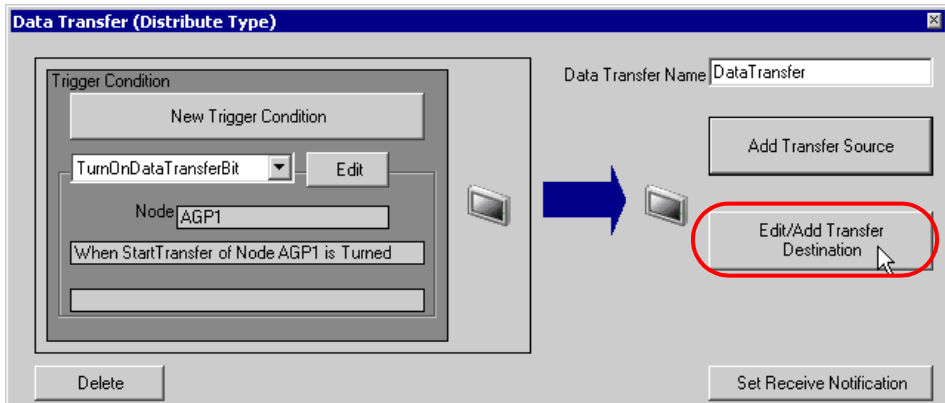 Data Transfer (Distribute Type)
Trigger Condition
New Trigger Condition
TurnOnDataTransferBit
Edit
Node
AGP1
When StartTransfer of Node AGP1 is Turned
Data Transfer Name
DataTransfer
Add Transfer Source
Edit/Add Transfer
Destination
Delete
Set Receive Notification